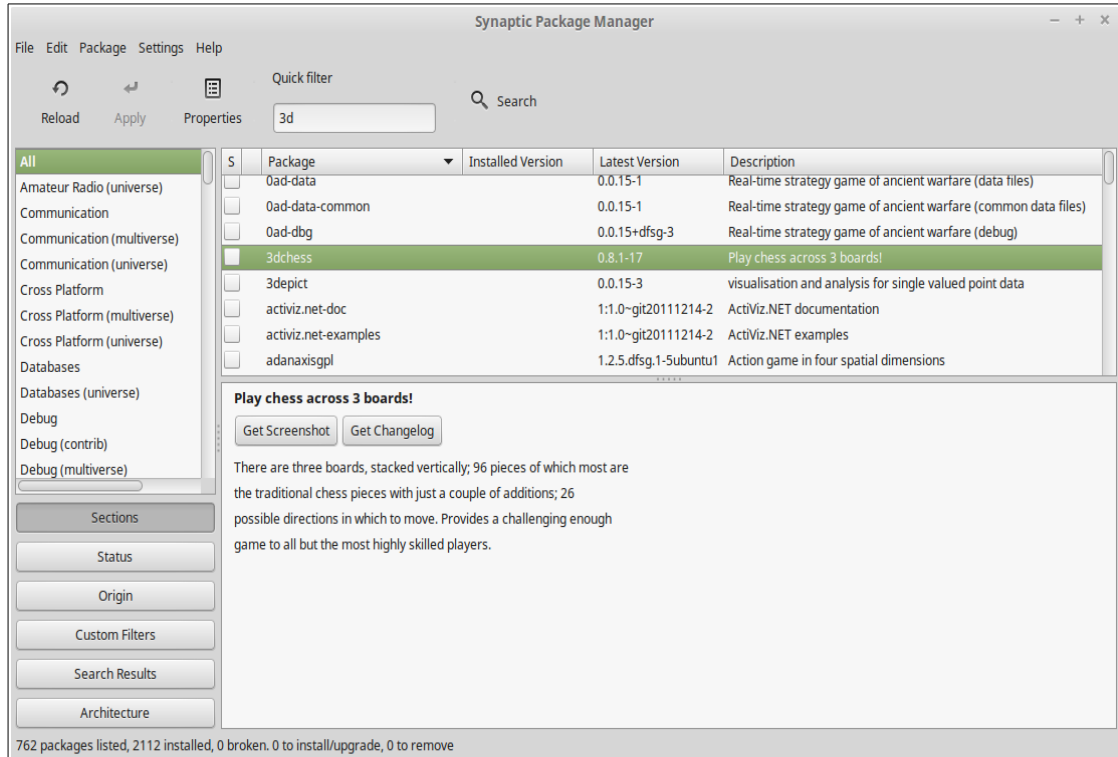 Synaptic Package Manager
File Edit Package Settings Help
Quick filter
Reload Apply Properties 3d Search
All
Amateur Radio (universe)
Communication
Communication (multiverse)
Communication (universe)
Cross Platform
Cross Platform (multiverse)
Cross Platform (universe)
Databases
Databases (universe)
Debug
Debug (contrib)
Debug (multiverse)
Sections
Status
Origin
Custom Filters
Search Results
Architecture
S Package Installed Version Latest Version Description
0ad-data 0.0.15-1 Real-time strategy game of ancient warfare (data files)
0ad-data-common 0.0.15-1 Real-time strategy game of ancient warfare (common data files)
0ad-dbg 0.0.15+dfsg-3 Real-time strategy game of ancient warfare (debug)
3dchess 0.8.1-17 Play chess across 3 boards!
3depict 0.0.15-3 visualisation and analysis for single valued point data
activiz.net-doc 1:1.0~git20111214-2 ActiViz.NET documentation
activiz.net-examples 1:1.0~git20111214-2 ActiViz.NET examples
adanaxisgpl 1.2.5.dfsg.1-5ubuntu1 Action game in four spatial dimensions
Play chess across 3 boards!
Get Screenshot Get Changelog
There are three boards, stacked vertically; 96 pieces of which most are
the traditional chess pieces with just a couple of additions; 26
possible directions in which to move. Provides a challenging enough
game to all but the most highly skilled players.
762 packages listed, 2112 installed, 0 broken. 0 to install/upgrade, 0 to remove